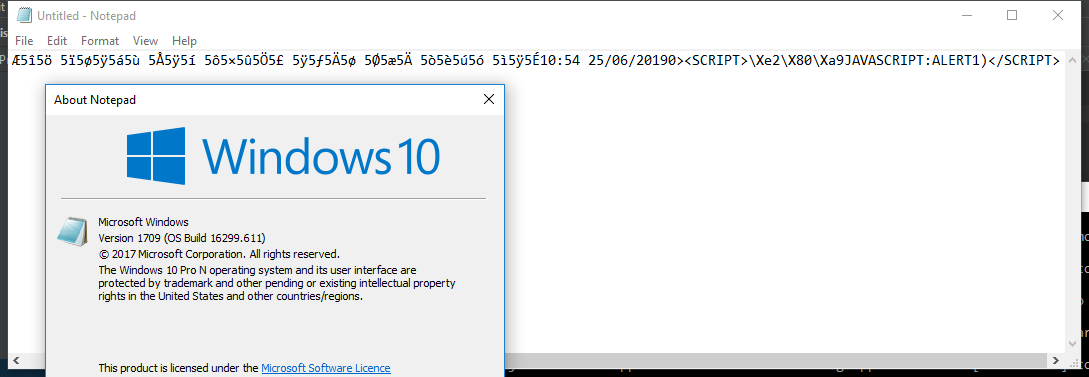 Untitled - Notepad
File Edit Format View Help
Æ5î5ö 5ï5ø5ÿ5á5ù 5Å5ÿ5í 5ô5×5û5Ö5£ 5ÿ5ƒ5Ä5ø 5Ø5æ5Ä 5ò5è5ú5ó 5ì5ÿ5É10:54 25/06/20190><SCRIPT>\Xe2\X80\Xa9JAVASCRIPT:ALERT1)</SCRIPT>
About Notepad
Windows 10
Microsoft Windows
Version 1709 (OS Build 16299.611)
© 2017 Microsoft Corporation. All rights reserved.
The Windows 10 Pro N operating system and its user interface are
protected by trademark and other pending or existing intellectual property
rights in the United States and other countries/regions.
This product is licensed under the Microsoft Software Licence